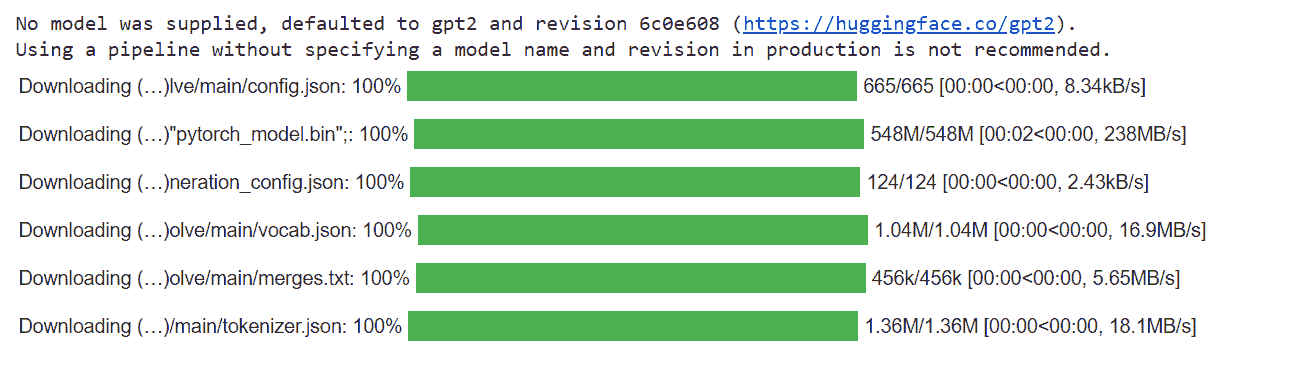 No model was supplied, defaulted to gpt2 and revision 6c0e608 (https://huggingface.co/gpt2).
Using a pipeline without specifying a model name and revision in production is not recommended.
Downloading (…)lve/main/config.json: 100% 665/665 [00:00<00:00, 8.34kB/s]
Downloading (…)"pytorch_model.bin";: 100% 548M/548M [00:02<00:00, 238MB/s]
Downloading (…)neration_config.json: 100% 124/124 [00:00<00:00, 2.43kB/s]
Downloading (…)olve/main/vocab.json: 100% 1.04M/1.04M [00:00<00:00, 16.9MB/s]
Downloading (…)olve/main/merges.txt: 100% 456k/456k [00:00<00:00, 5.65MB/s]
Downloading (…)/main/tokenizer.json: 100% 1.36M/1.36M [00:00<00:00, 18.1MB/s]